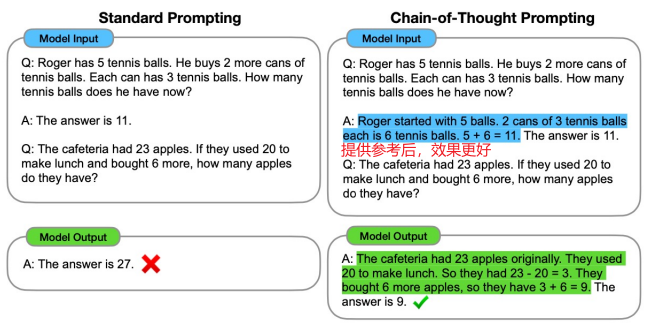 Standard Prompting
Model Input
Q: Roger has 5 tennis balls. He buys 2 more cans of
tennis balls. Each can has 3 tennis balls. How many
tennis balls does he have now?
A: The answer is 11.
Q: The cafeteria had 23 apples. If they used 20 to
make lunch and bought 6 more, how many apples
do they have?
Model Output
A: The answer is 27.
Chain-of-Thought Prompting
Model Input
Q: Roger has 5 tennis balls. He buys 2 more cans of
tennis balls. Each can has 3 tennis balls. How many
tennis balls does he have now?
A: Roger started with 5 balls. 2 cans of 3 tennis balls
each is 6 tennis balls. 5 + 6 = 11. The answer is 11.
提供参考后，效果更好
Q: The cafeteria had 23 apples. If they used 20 to
make lunch and bought 6 more, how many apples
do they have?
Model Output
A: The cafeteria had 23 apples originally. They used
20 to make lunch. So they had 23 - 20 = 3. They
bought 6 more apples, so they have 3 + 6 = 9. The
answer is 9.